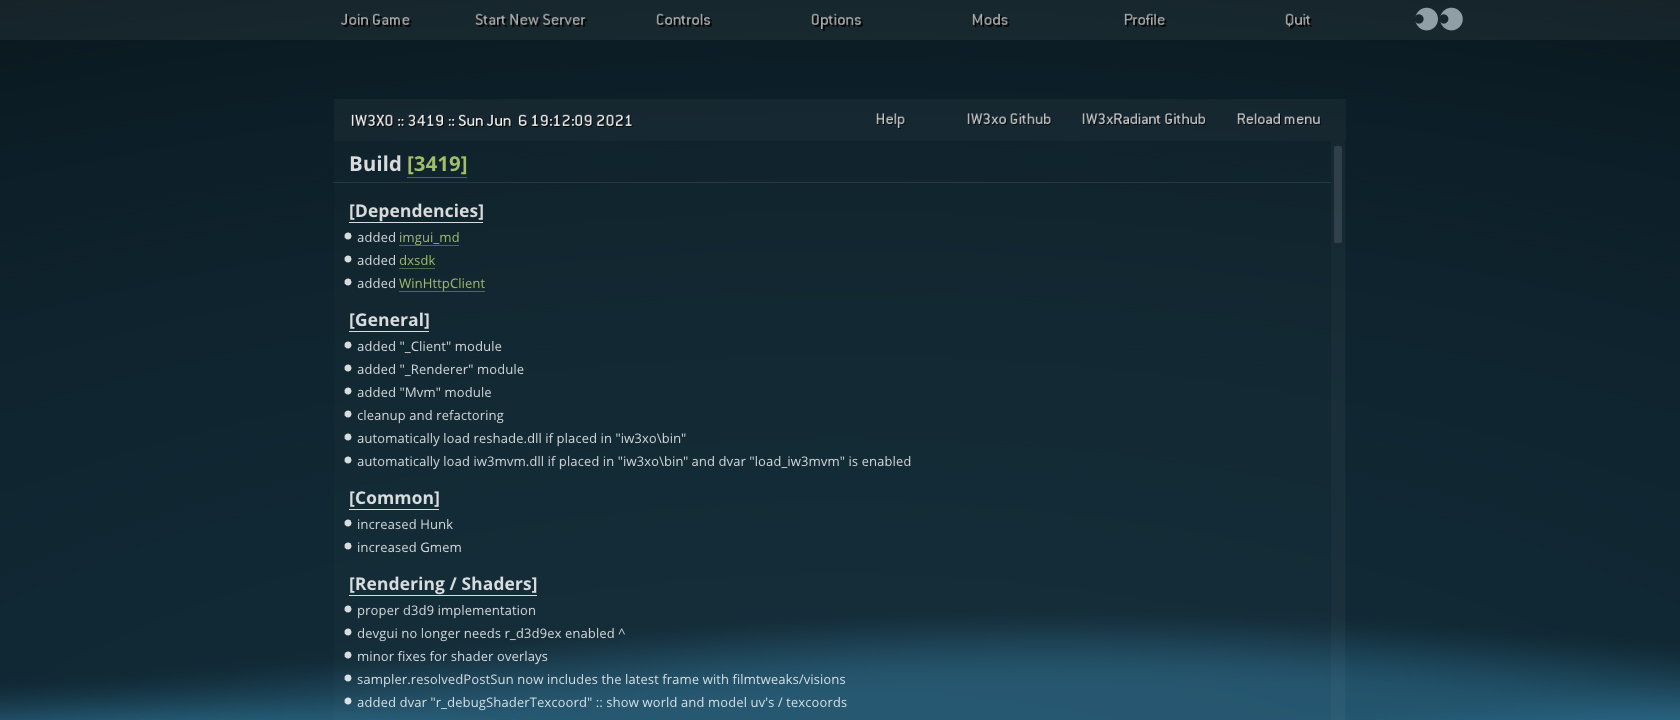 Join Game Start New Server Controls Options Mods Profile Quit
IW3XO :: 3419 :: Sun Jun 6 19:12:09 2021 Help IW3xo Github IW3xRadiant Github Reload menu
Build [3419]
[Dependencies]
added imgui_md
added dxsdk
added WinHttpClient
[General]
added "_Client" module
added "_Renderer" module
added "Mvm" module
cleanup and refactoring
automatically load reshade.dll if placed in "iw3xo\bin"
automatically load iw3mvm.dll if placed in "iw3xo\bin" and dvar "load_iw3mvm" is enabled
[Common]
increased Hunk
increased Gmem
[Rendering / Shaders]
proper d3d9 implementation
devgui no longer needs r_d3d9ex enabled ^
minor fixes for shader overlays
sampler.resolvedPostSun now includes the latest frame with filmtweaks/visions
added dvar "r_debugShaderTexcoord" :: show world and model uv's / texcoords